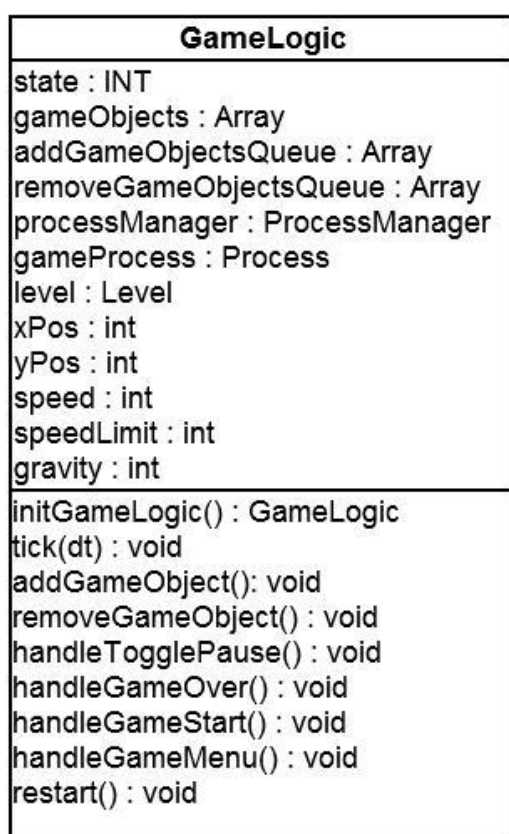 GameLogic
state : INT
gameObjects : Array
addGameObjectsQueue : Array
removeGameObjectsQueue : Array
processManager : ProcessManager
gameProcess : Process
level : Level
xPos : int
yPos : int
speed : int
speedLimit : int
gravity : int
initGameLogic() : GameLogic
tick(dt) : void
addGameObject(): void
removeGameObject() : void
handleTogglePause() : void
handleGameOver() : void
handleGameStart() : void
handleGameMenu() : void
restart() : void